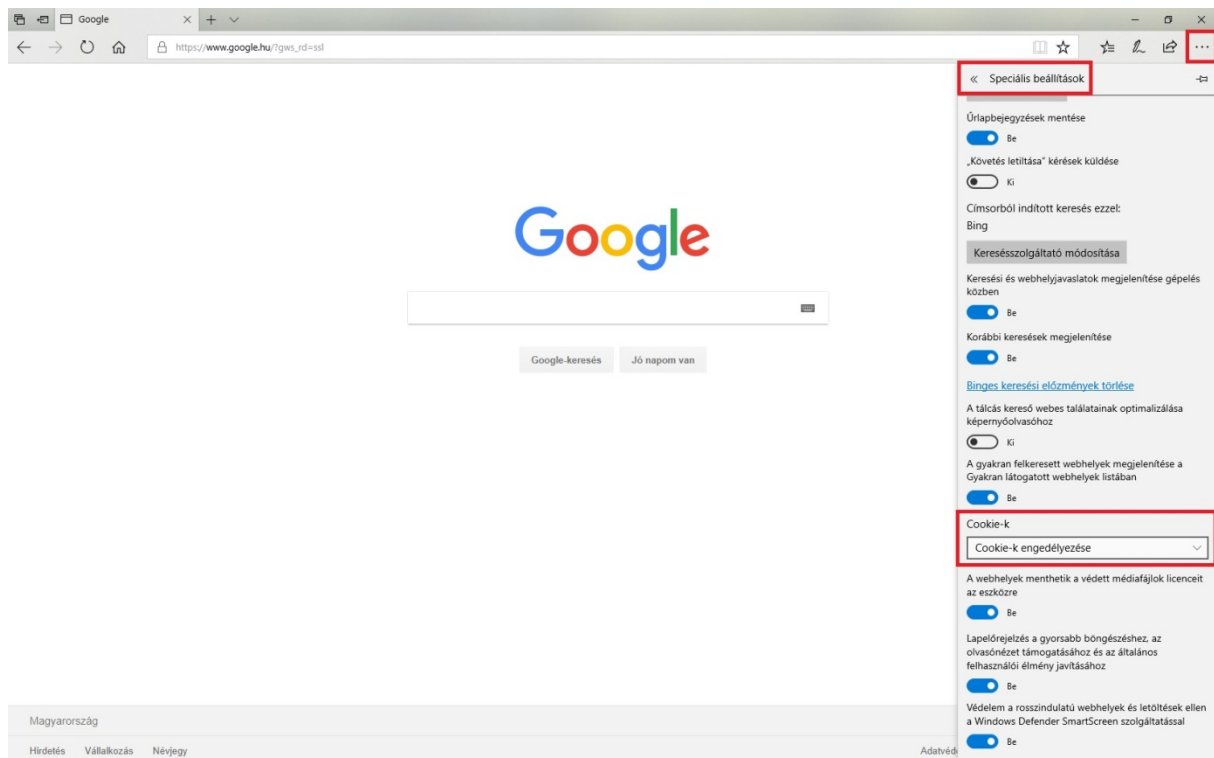 Google
https://www.google.hu/?gws_rd=ssl
Speciális beállítások
Űrlapbejegyzések mentése
Be
„Követés letiltása” kérések küldése
Ki
Címsorból indított keresés ezzel:
Bing
Keresésszolgáltató módosítása
Keresési és webhelyjavaslatok megjelenítése gépelés
közben
Be
Korábbi keresések megjelenítése
Be
Binges keresési előzmények törlése
A tálcás kereső webes találatainak optimalizálása
képernyőolvasóhoz
Ki
A gyakran felkeresett webhelyek megjelenítése a
Gyakran látogatott webhelyek listában
Be
Cookie-k
Cookie-k engedélyezése
A webhelyek menthetik a védett médiafájlok licenceit
az eszközre
Be
Lapelőrejelzés a gyorsabb böngészéshez, az
olvasónézet támogatásához és az általános
felhasználói élmény javításához
Be
Védelem a rosszindulatú webhelyek és letöltések ellen
a Windows Defender SmartScreen szolgáltatással
Be
Google
Google-keresés
Jó napom van
Magyarország
Hirdetés Vállalkozás Névjegy